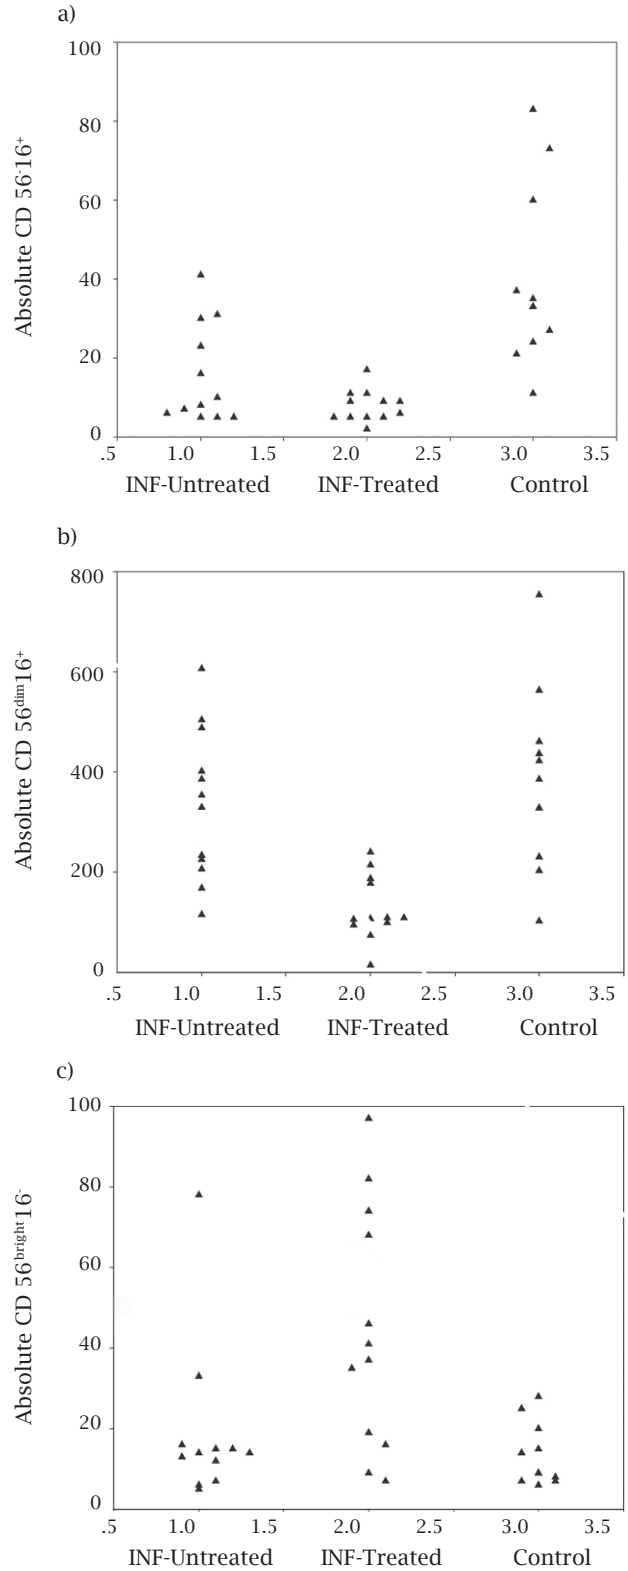 a)
Absolute CD 56-16+
100
80
60
40
20
0
.5 1.0 1.5 2.0 2.5 3.0 3.5
INF-Untreated INF-Treated Control
b)
Absolute CD 56dim16+
800
600
400
200
0
.5 1.0 1.5 2.0 2.5 3.0 3.5
INF-Untreated INF-Treated Control
c)
Absolute CD 56bright16-
100
80
60
40
20
0
.5 1.0 1.5 2.0 2.5 3.0 3.5
INF-Untreated INF-Treated Control